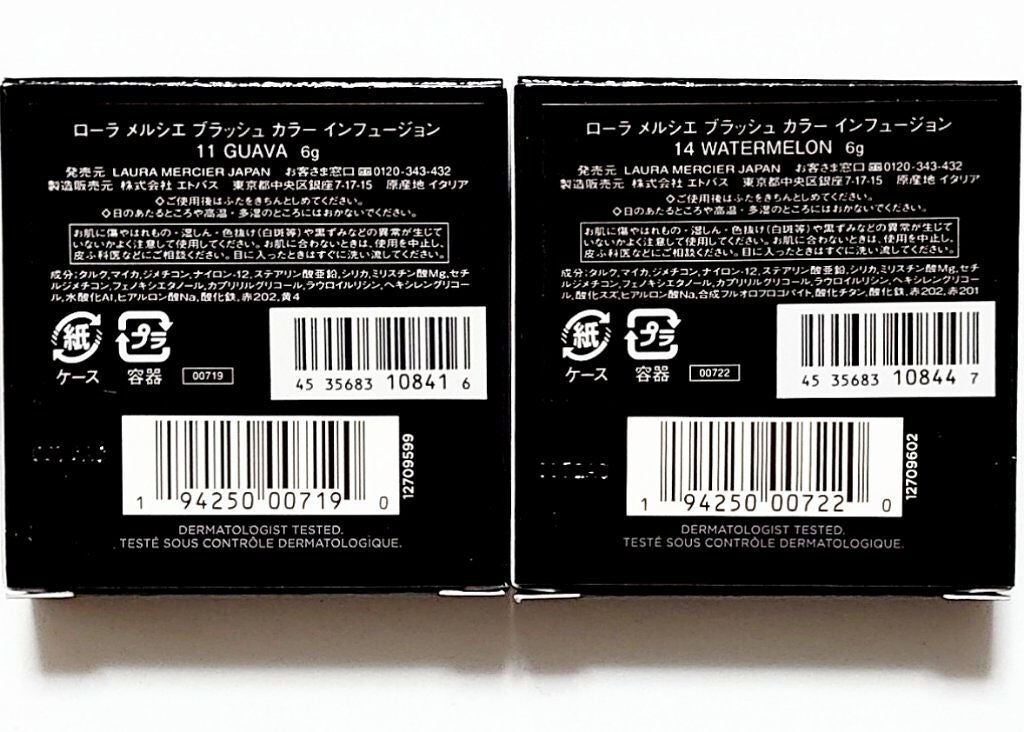 ローラ メルシエ ブラッシュ カラー インフュージョン
11 GUAVA 6g
発売元 LAURA MERCIER JAPAN お客さま窓口 0120-343-432
製造販売元 株式会社 エトバス 東京都中央区銀座7-17-15 原産地 イタリア
◇ご使用後はふたをきちんとしめてください。
◇日のあたるところや高温・多湿のところにはおかないでください。
お肌に傷やはれもの・湿しん・色抜け(白斑等)や黒ずみなどの異常が生じて
いないかよく注意して使用してください。お肌に合わないときは、使用を中止し、
皮ふ科医などにご相談ください。目に入ったときはすぐに洗い流してください。
成分:タルク,マイカ,ジメチコン,ナイロン-12,ステアリン酸亜鉛,シリカ,ミリスチン酸Mg,セチ
ルジメチコン,フェノキシエタノール,カプリリルグリコール,ラウロイルリシン,ヘキシレングリコー
ル,水酸化Al,ヒアルロン酸Na,酸化鉄,赤202,黄4
紙 プラ
ケース 容器 00719
45 35683 10841 6
12709599
1 94250 00719 0
DERMATOLOGIST TESTED.
TESTÉ SOUS CONTRÔLE DERMATOLOGIQUE.
ローラ メルシエ ブラッシュ カラー インフュージョン
14 WATERMELON 6g
発売元 LAURA MERCIER JAPAN お客さま窓口 0120-343-432
製造販売元 株式会社 エトバス 東京都中央区銀座7-17-15 原産地 イタリア
◇ご使用後はふたをきちんとしめてください。
◇日のあたるところや高温・多湿のところにはおかないでください。
お肌に傷やはれもの・湿しん・色抜け(白斑等)や黒ずみなどの異常が生じて
いないかよく注意して使用してください。お肌に合わないときは、使用を中止し、
皮ふ科医などにご相談ください。目に入ったときはすぐに洗い流してください。
成分:タルク,マイカ,ジメチコン,ナイロン-12,ステアリン酸亜鉛,シリカ,ミリスチン酸Mg,セチ
ルジメチコン,フェノキシエタノール,カプリリルグリコール,ラウロイルリシン,ヘキシレングリコー
ル,酸化スズ,ヒアルロン酸Na,合成フルオロフロゴパイト,酸化チタン,酸化鉄,赤202,赤201
紙 プラ
ケース 容器 00722
45 35683 10844 7
12709602
1 94250 00722 0
DERMATOLOGIST TESTED.
TESTÉ SOUS CONTRÔLE DERMATOLOGIQUE.